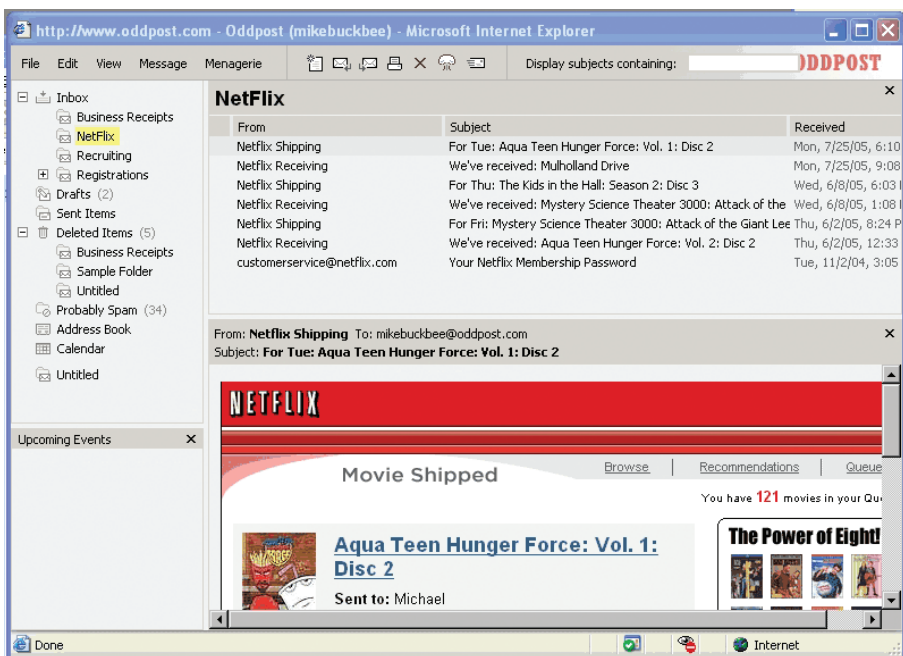 http://www.oddpost.com - Oddpost (mikebuckbee) - Microsoft Internet Explorer
File Edit View Message Menagerie Display subjects containing: ODDPOST
Inbox
Business Receipts
NetFlix
Recruiting
Registrations
Drafts (2)
Sent Items
Deleted Items (5)
Business Receipts
Sample Folder
Untitled
Probably Spam (34)
Address Book
Calendar
Untitled
Upcoming Events
NetFlix
From Subject Received
Netflix Shipping For Tue: Aqua Teen Hunger Force: Vol. 1: Disc 2 Mon, 7/25/05, 6:10
Netflix Receiving We've received: Mulholland Drive Mon, 7/25/05, 9:08
Netflix Shipping For Thu: The Kids in the Hall: Season 2: Disc 3 Wed, 6/8/05, 6:03
Netflix Receiving We've received: Mystery Science Theater 3000: Attack of the Wed, 6/8/05, 1:08
Netflix Shipping For Fri: Mystery Science Theater 3000: Attack of the Giant Lee Thu, 6/2/05, 8:24 P
Netflix Receiving We've received: Aqua Teen Hunger Force: Vol. 2: Disc 2 Thu, 6/2/05, 12:33
customerservice@netflix.com Your Netflix Membership Password Tue, 11/2/04, 3:05
From: Netflix Shipping To: mikebuckbee@oddpost.com
Subject: For Tue: Aqua Teen Hunger Force: Vol. 1: Disc 2
NETFLIX
Movie Shipped Browse Recommendations Queue
You have 121 movies in your Qu
Aqua Teen Hunger Force: Vol. 1:
Disc 2
Sent to: Michael
The Power of Eight!
Done Internet